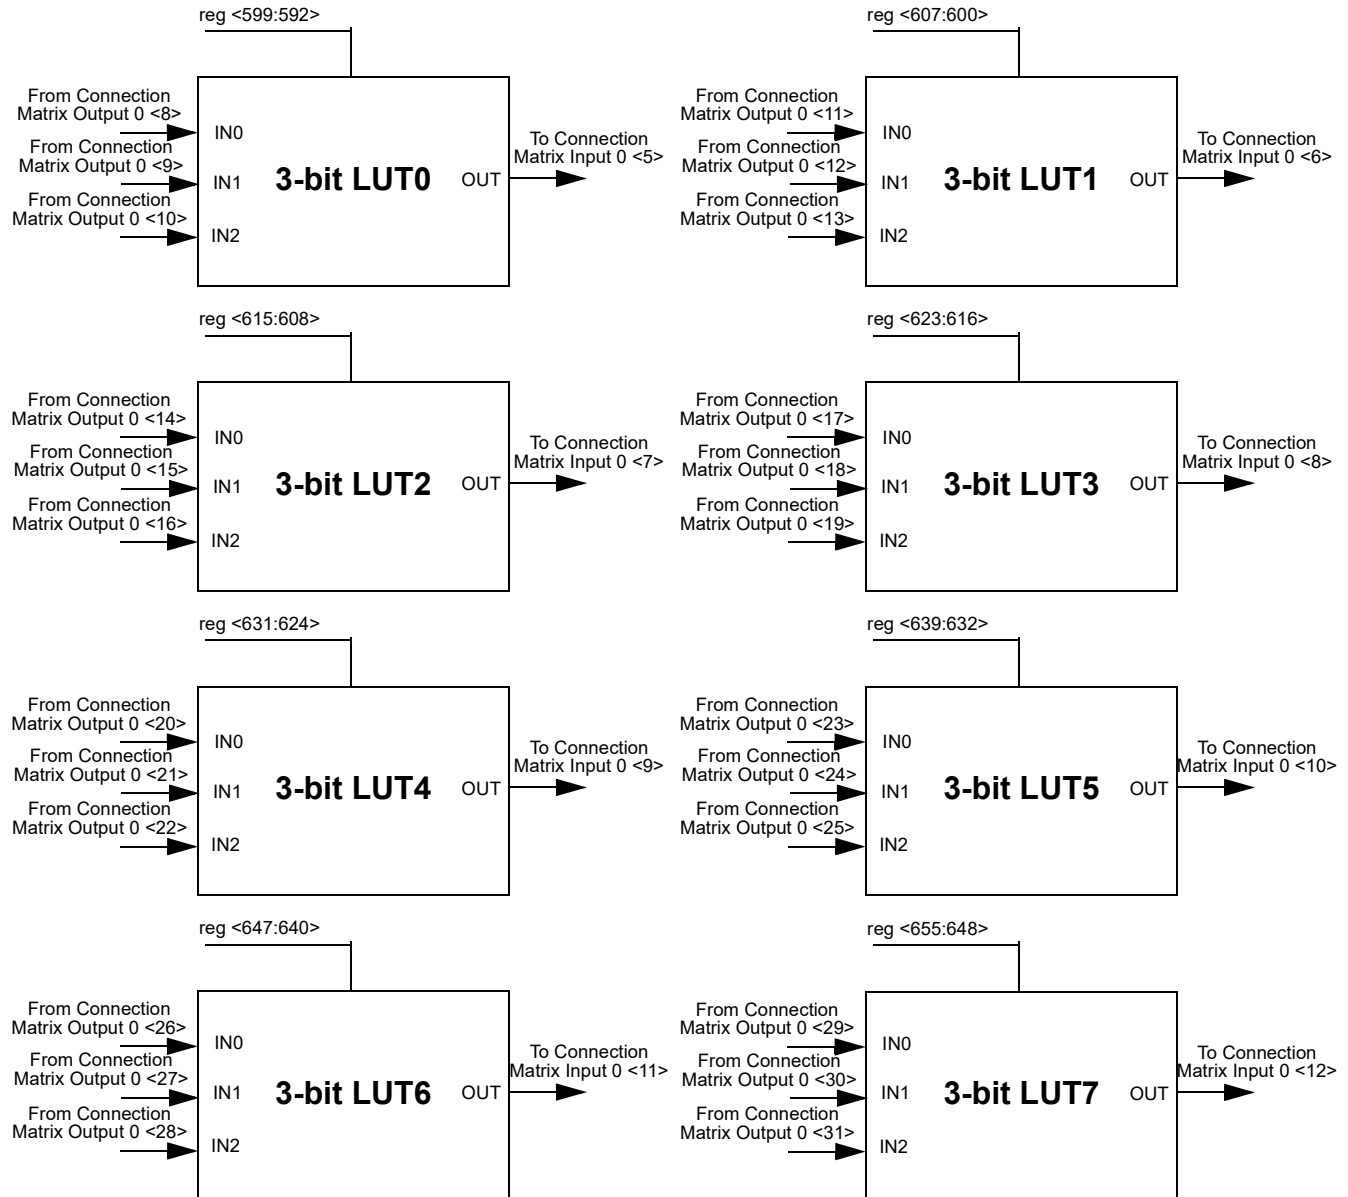 reg <599:592>
From Connection
Matrix Output 0 <8>
IN0
From Connection
Matrix Output 0 <9>
IN1
From Connection
Matrix Output 0 <10>
IN2
3-bit LUT0
OUT
To Connection
Matrix Input 0 <5>
reg <607:600>
From Connection
Matrix Output 0 <11>
IN0
From Connection
Matrix Output 0 <12>
IN1
From Connection
Matrix Output 0 <13>
IN2
3-bit LUT1
OUT
To Connection
Matrix Input 0 <6>
reg <615:608>
From Connection
Matrix Output 0 <14>
IN0
From Connection
Matrix Output 0 <15>
IN1
From Connection
Matrix Output 0 <16>
IN2
3-bit LUT2
OUT
To Connection
Matrix Input 0 <7>
reg <623:616>
From Connection
Matrix Output 0 <17>
IN0
From Connection
Matrix Output 0 <18>
IN1
From Connection
Matrix Output 0 <19>
IN2
3-bit LUT3
OUT
To Connection
Matrix Input 0 <8>
reg <631:624>
From Connection
Matrix Output 0 <20>
IN0
From Connection
Matrix Output 0 <21>
IN1
From Connection
Matrix Output 0 <22>
IN2
3-bit LUT4
OUT
To Connection
Matrix Input 0 <9>
reg <639:632>
From Connection
Matrix Output 0 <23>
IN0
From Connection
Matrix Output 0 <24>
IN1
From Connection
Matrix Output 0 <25>
IN2
3-bit LUT5
OUT
To Connection
Matrix Input 0 <10>
reg <647:640>
From Connection
Matrix Output 0 <26>
IN0
From Connection
Matrix Output 0 <27>
IN1
From Connection
Matrix Output 0 <28>
IN2
3-bit LUT6
OUT
To Connection
Matrix Input 0 <11>
reg <655:648>
From Connection
Matrix Output 0 <29>
IN0
From Connection
Matrix Output 0 <30>
IN1
From Connection
Matrix Output 0 <31>
IN2
3-bit LUT7
OUT
To Connection
Matrix Input 0 <12>